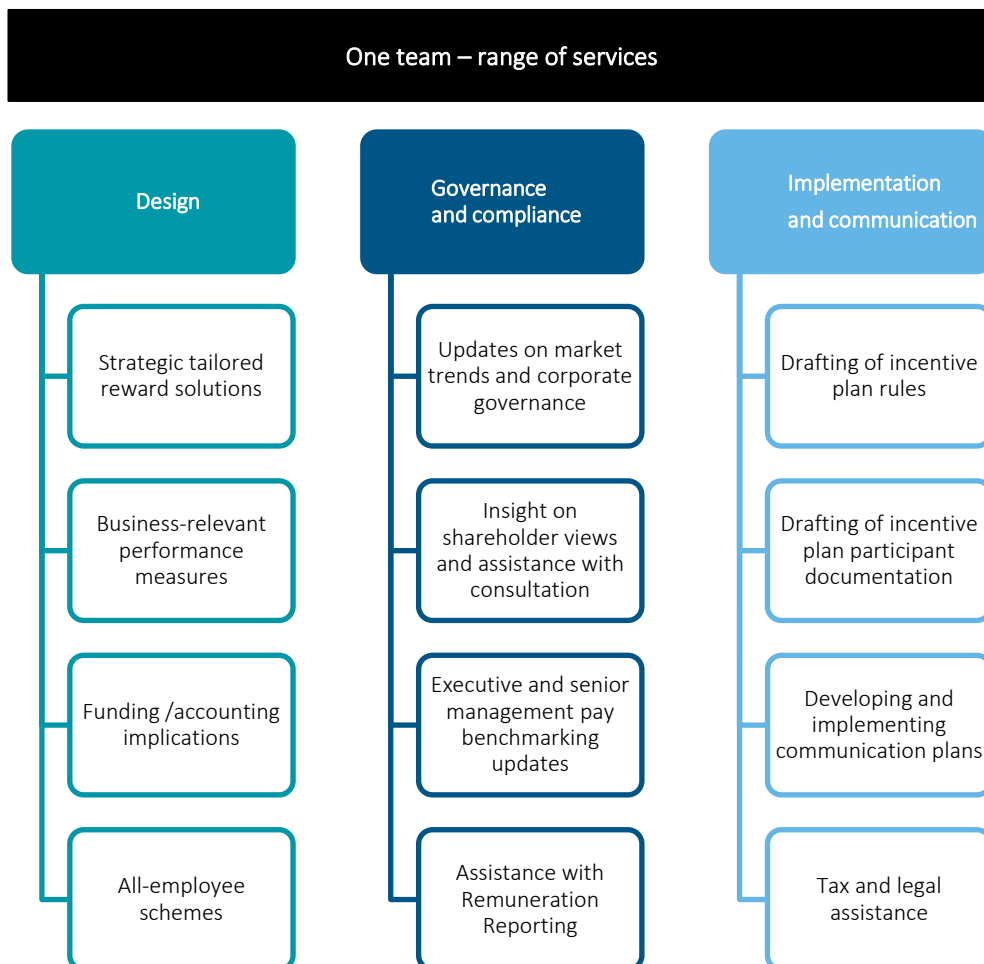 One team – range of services
Design
Strategic tailored
reward solutions
Business-relevant
performance
measures
Funding /accounting
implications
All-employee
schemes
Governance
and compliance
Updates on market
trends and corporate
governance
Insight on
shareholder views
and assistance with
consultation
Executive and senior
management pay
benchmarking
updates
Assistance with
Remuneration
Reporting
Implementation
and communication
Drafting of incentive
plan rules
Drafting of incentive
plan participant
documentation
Developing and
implementing
communication plans
Tax and legal
assistance